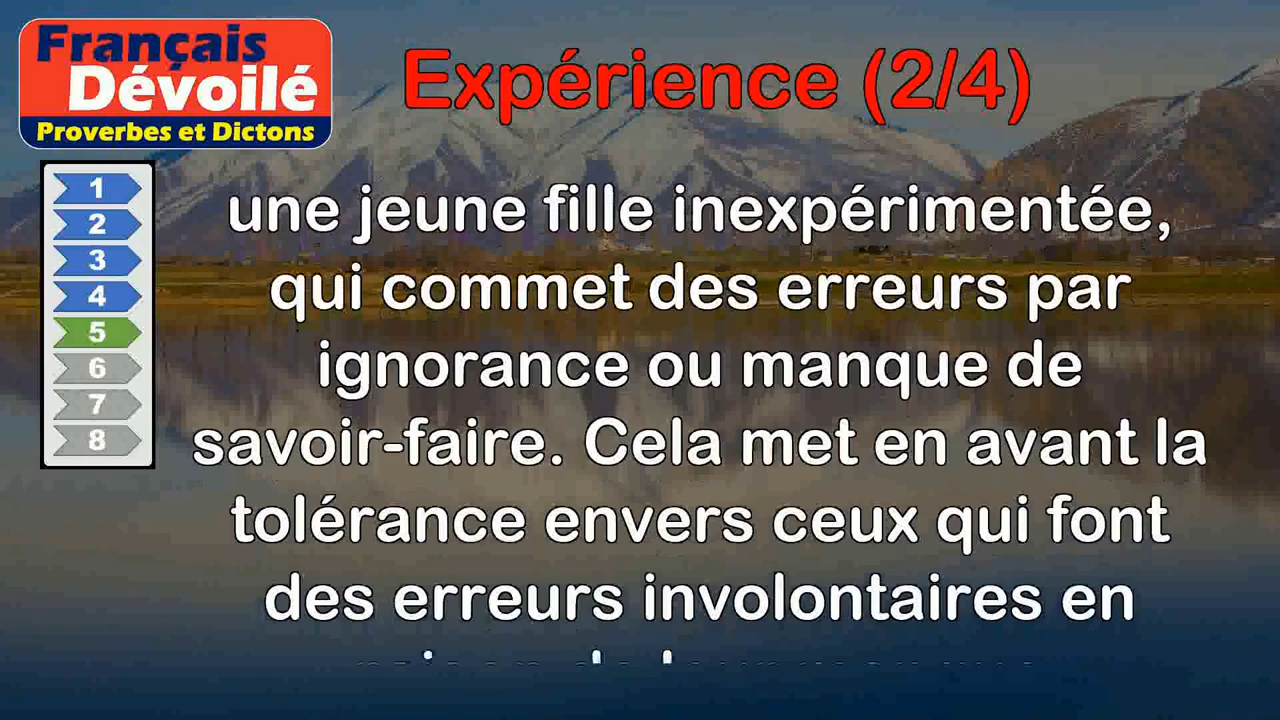 Français
Dévoilé
Proverbes et Dictons
Expérience (2/4)
1
2
3
4
5
6
7
8
une jeune fille inexpérimentée,
qui commet des erreurs par
ignorance ou manque de
savoir-faire. Cela met en avant la
tolérance envers ceux qui font
des erreurs involontaires en